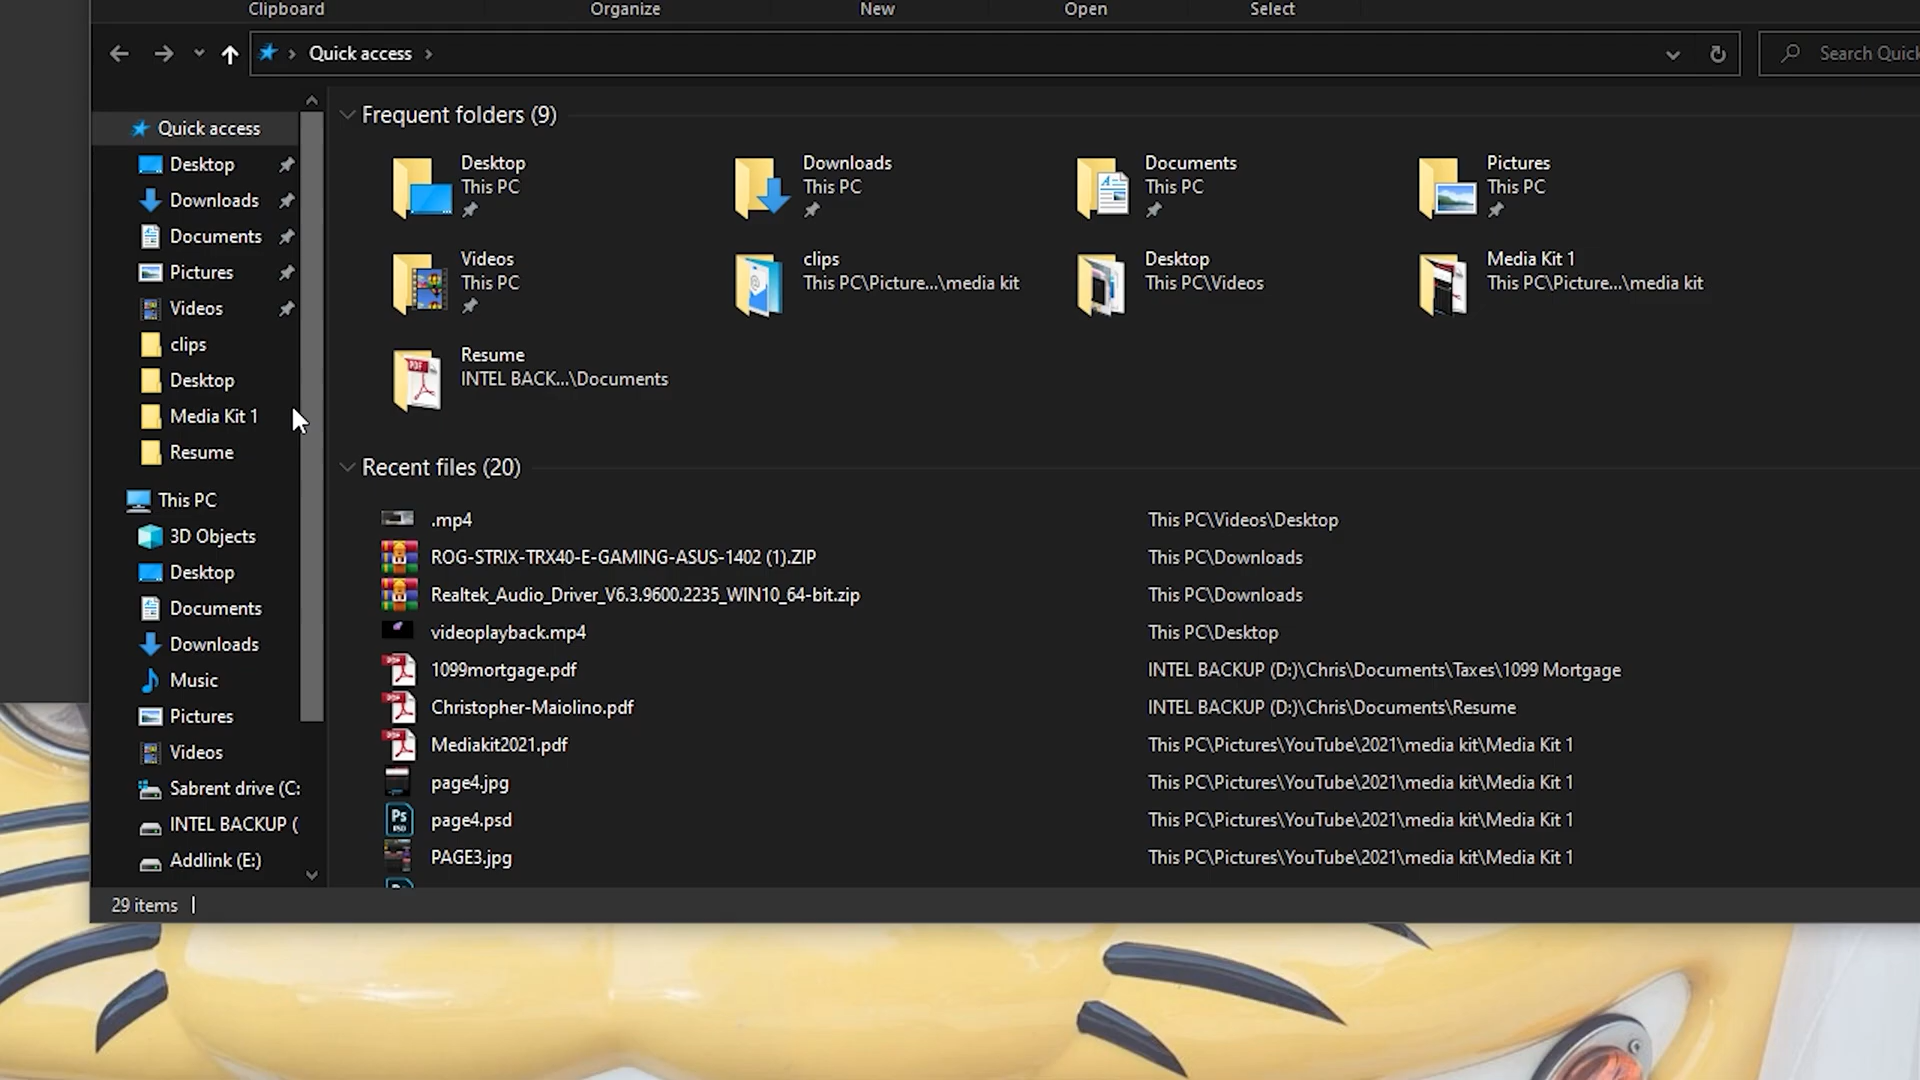 Clipboard
Organize
New
Open
Select
Quick access
Search Quick
Quick access
Desktop
Downloads
Documents
Pictures
Videos
clips
Desktop
Media Kit 1
Resume
This PC
3D Objects
Desktop
Documents
Downloads
Music
Pictures
Videos
Sabrent drive (C:
INTEL BACKUP (
Addlink (E:)
Frequent folders (9)
Desktop
This PC
Downloads
This PC
Documents
This PC
Pictures
This PC
Videos
This PC
clips
This PC\Picture...\media kit
Desktop
This PC\Videos
Media Kit 1
This PC\Picture...\media kit
Resume
INTEL BACK...\Documents
Recent files (20)
.mp4 This PC\Videos\Desktop
ROG-STRIX-TRX40-E-GAMING-ASUS-1402 (1).ZIP This PC\Downloads
Realtek_Audio_Driver_V6.3.9600.2235_WIN10_64-bit.zip This PC\Downloads
videoplayback.mp4 This PC\Desktop
1099mortgage.pdf INTEL BACKUP (D:)\Chris\Documents\Taxes\1099 Mortgage
Christopher-Maiolino.pdf INTEL BACKUP (D:)\Chris\Documents\Resume
Mediakit2021.pdf This PC\Pictures\YouTube\2021\media kit\Media Kit 1
page4.jpg This PC\Pictures\YouTube\2021\media kit\Media Kit 1
page4.psd This PC\Pictures\YouTube\2021\media kit\Media Kit 1
PAGE3.jpg This PC\Pictures\YouTube\2021\media kit\Media Kit 1
29 items